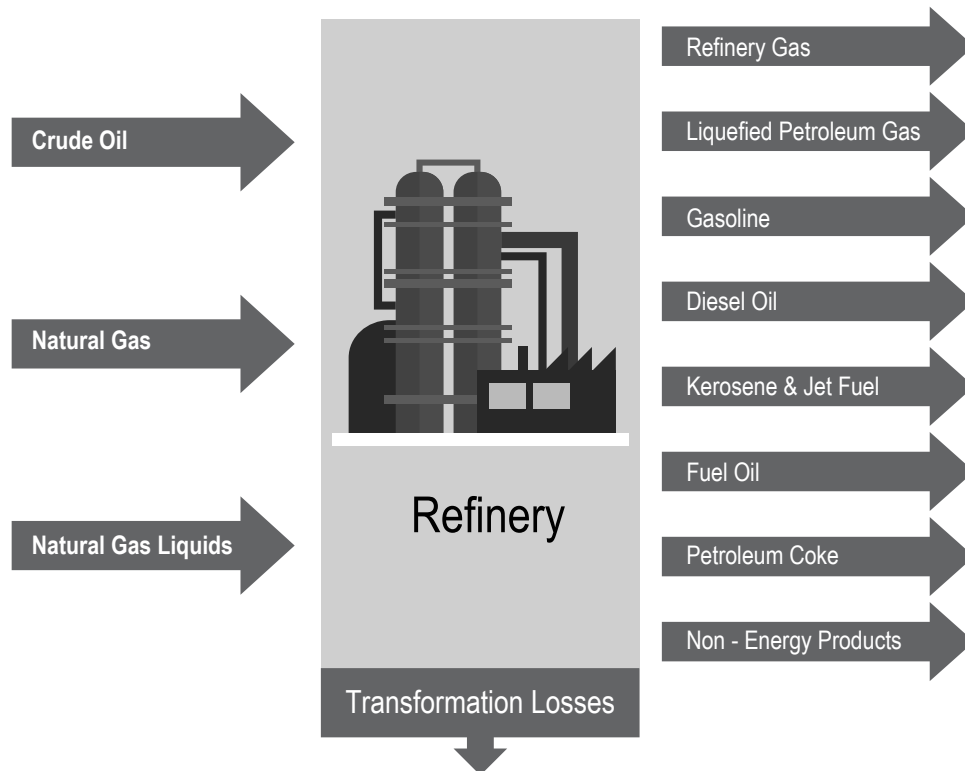 Crude Oil
Natural Gas
Natural Gas Liquids
Refinery
Transformation Losses
Refinery Gas
Liquefied Petroleum Gas
Gasoline
Diesel Oil
Kerosene & Jet Fuel
Fuel Oil
Petroleum Coke
Non - Energy Products